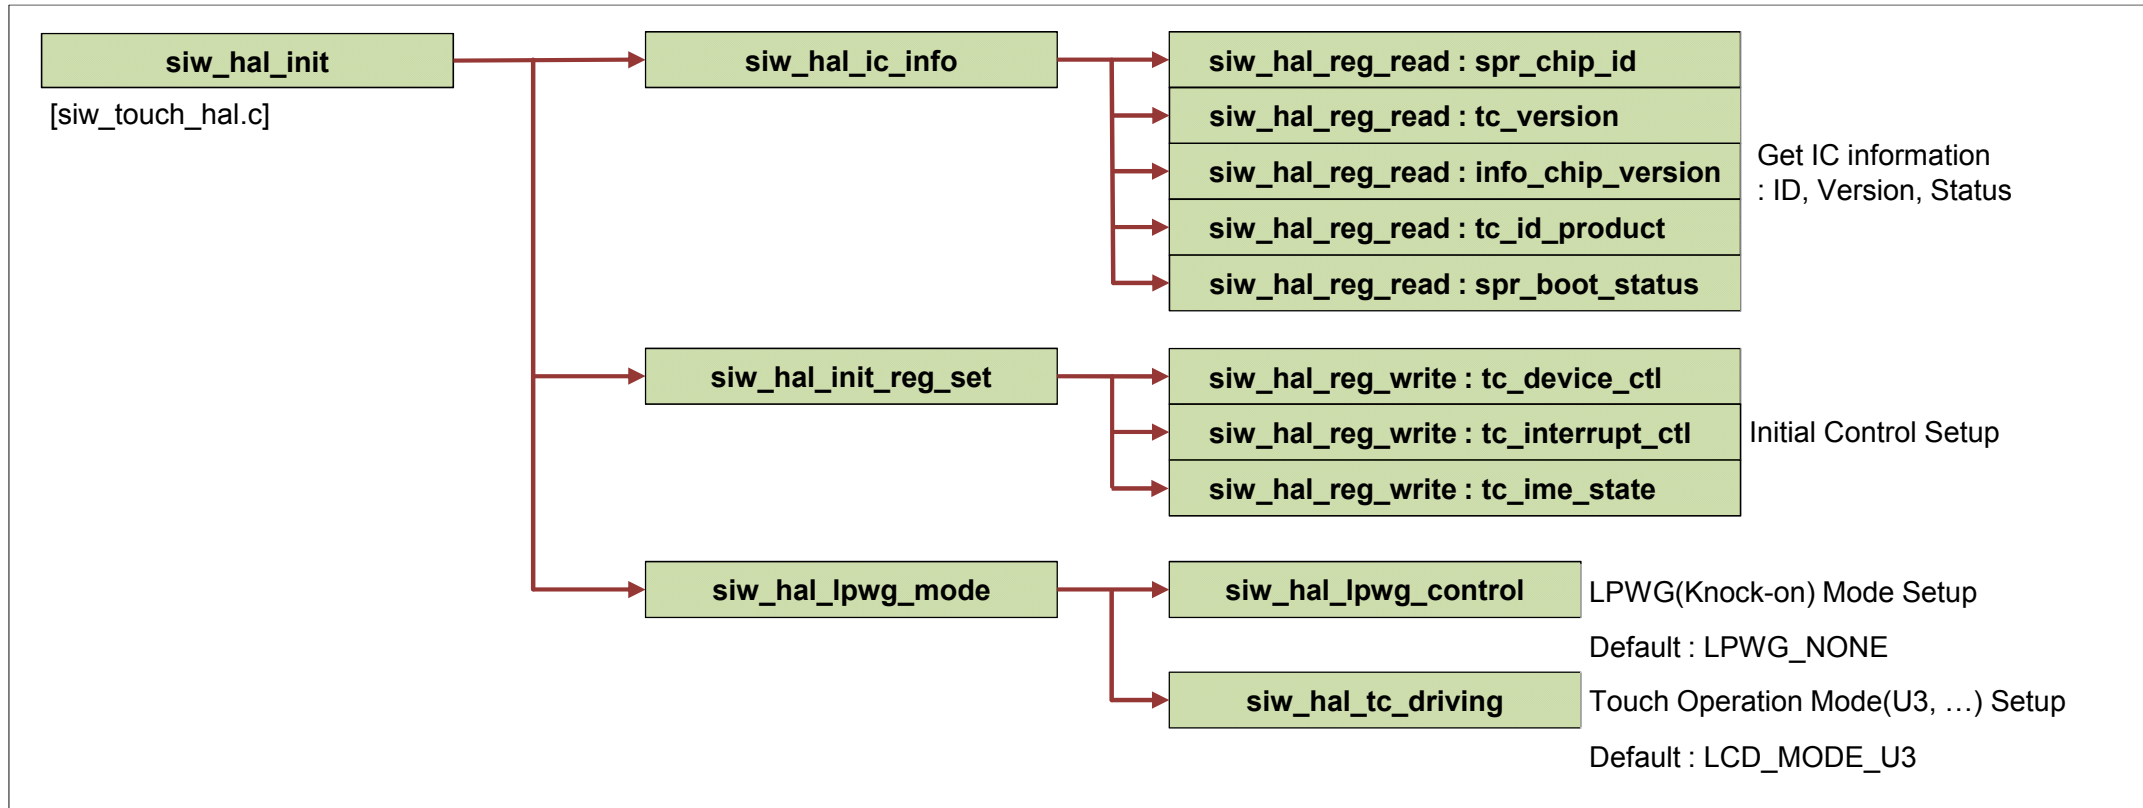 siw_hal_init
[siw_touch_hal.c]
siw_hal_ic_info
siw_hal_reg_read : spr_chip_id
siw_hal_reg_read : tc_version
siw_hal_reg_read : info_chip_version
siw_hal_reg_read : tc_id_product
siw_hal_reg_read : spr_boot_status
Get IC information
: ID, Version, Status
siw_hal_init_reg_set
siw_hal_reg_write : tc_device_ctl
siw_hal_reg_write : tc_interrupt_ctl
siw_hal_reg_write : tc_ime_state
Initial Control Setup
siw_hal_lpwg_mode
siw_hal_lpwg_control
LPWG(Knock-on) Mode Setup
Default : LPWG_NONE
siw_hal_tc_driving
Touch Operation Mode(U3, …) Setup
Default : LCD_MODE_U3